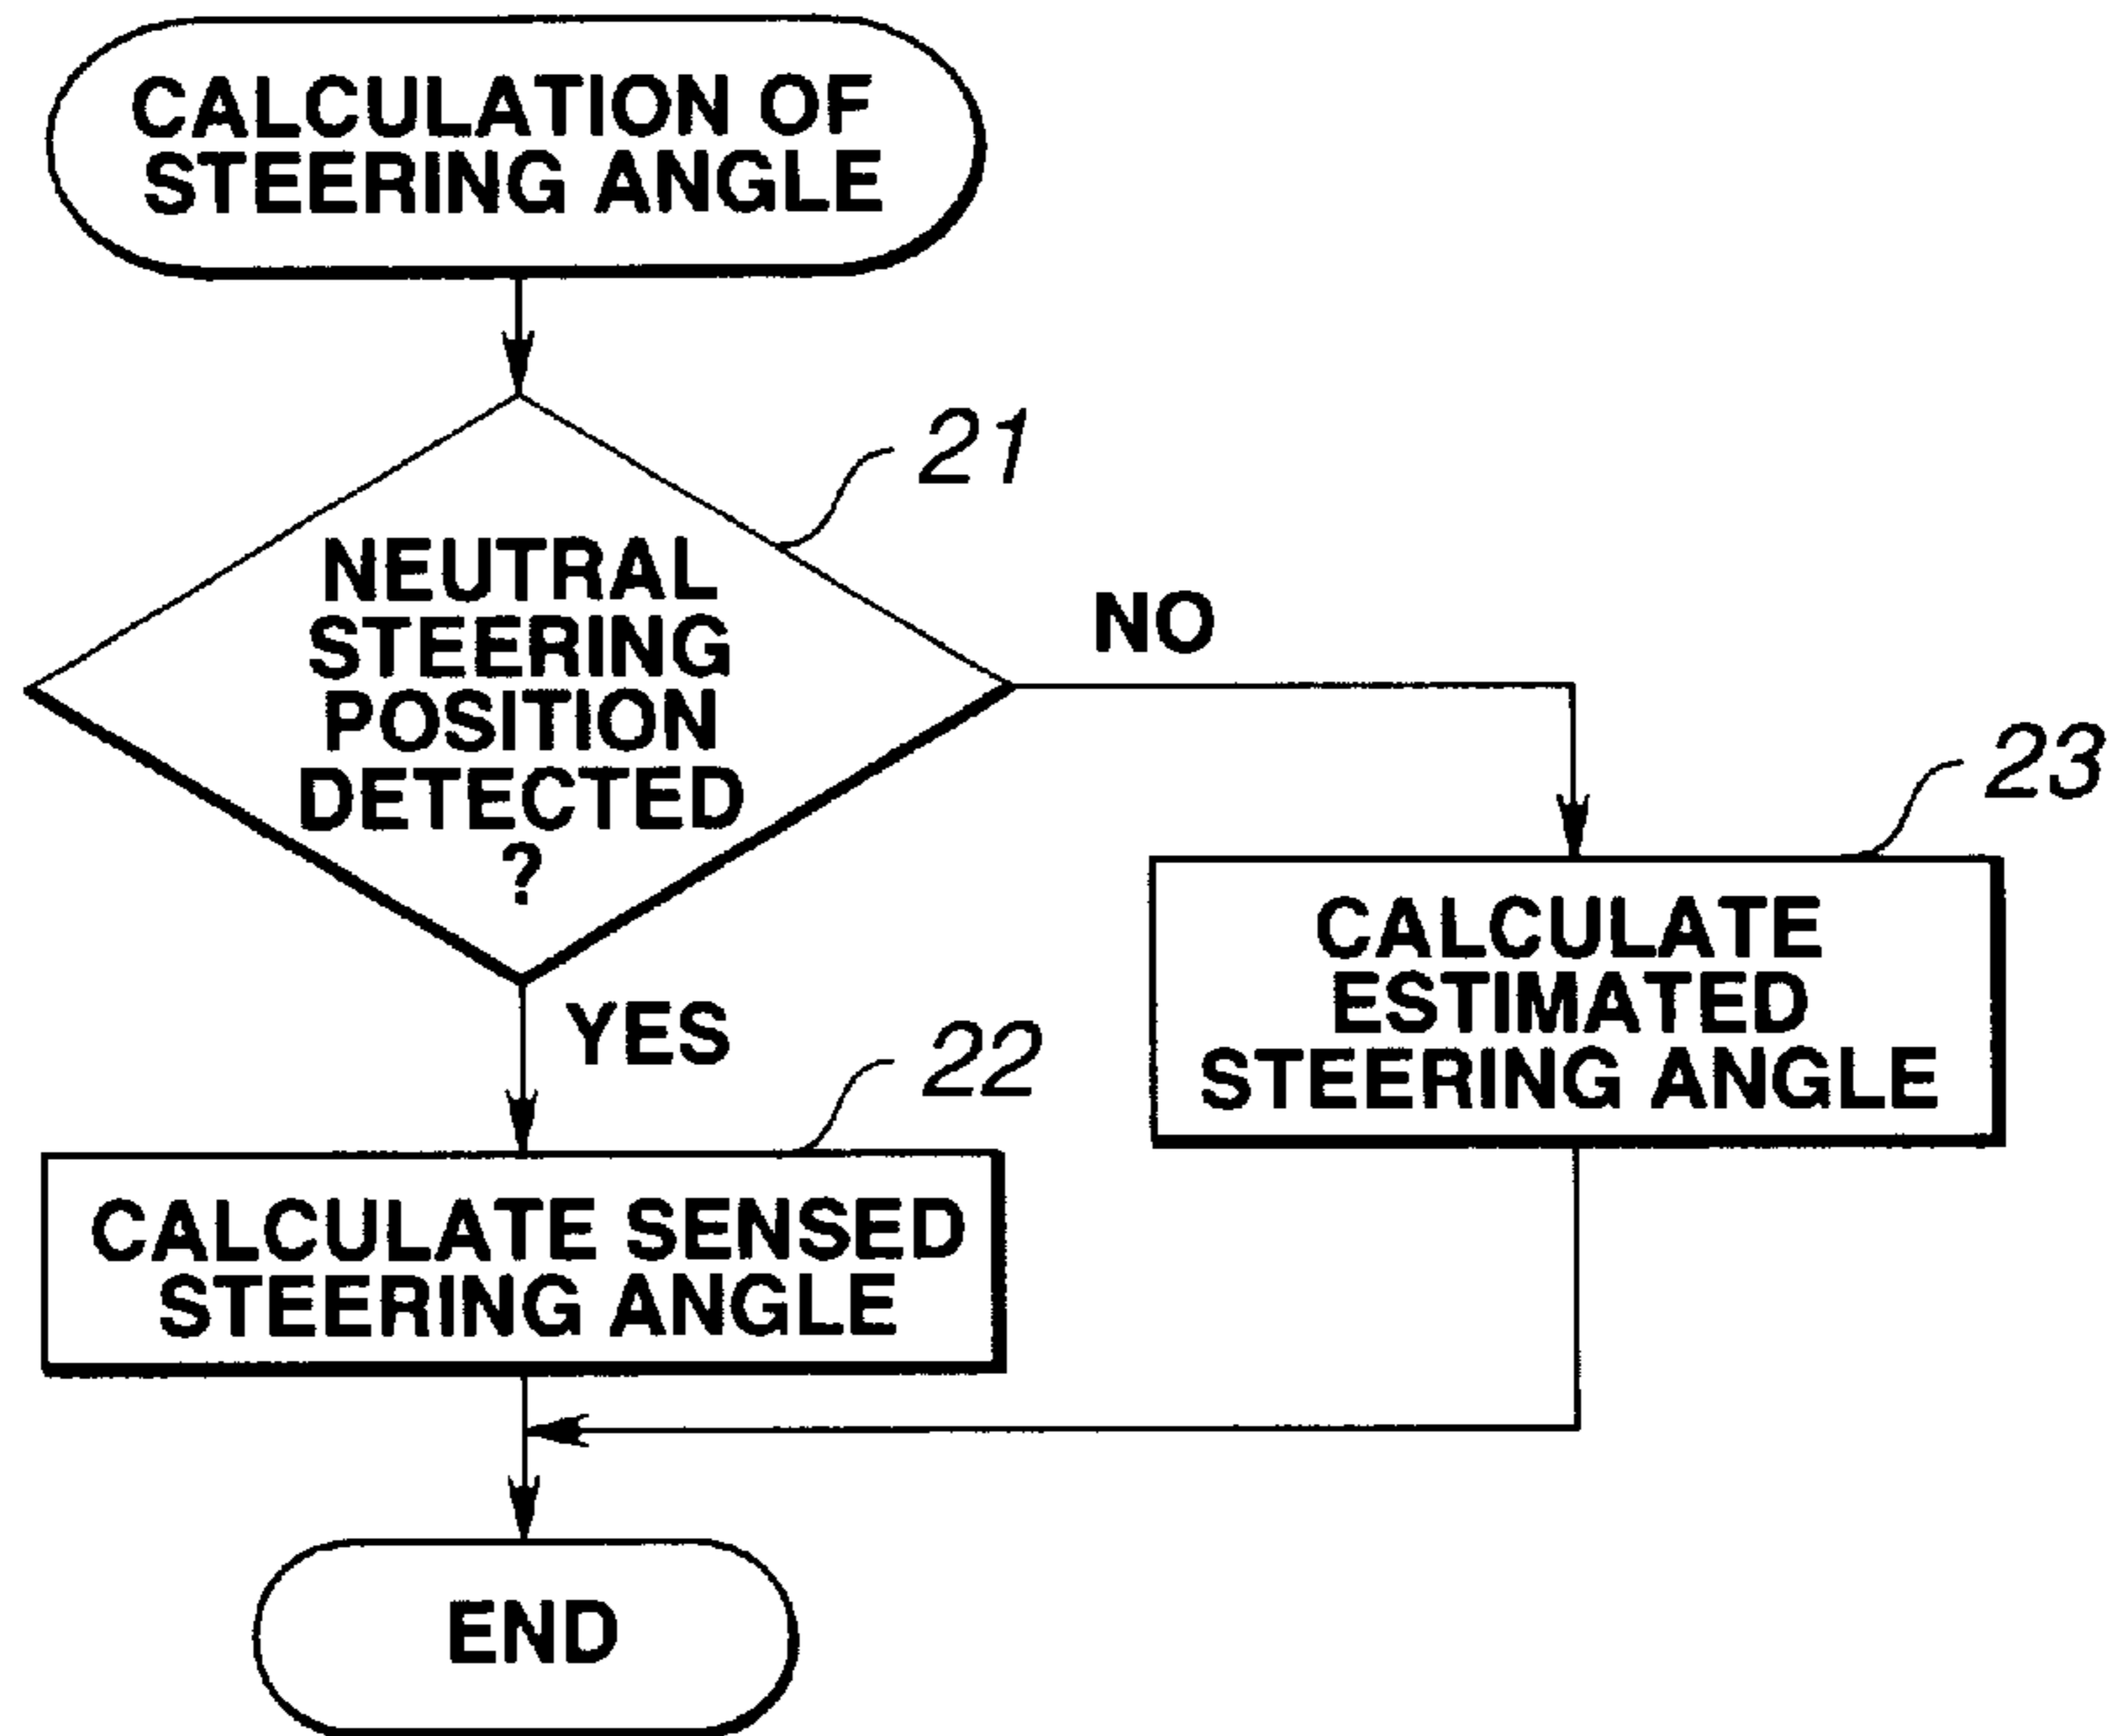 CALCULATION OF
STEERING ANGLE
21
NEUTRAL
STEERING
POSITION
DETECTED
?
NO
YES
23
CALCULATE
ESTIMATED
STEERING ANGLE
22
CALCULATE SENSED
STEERING ANGLE
END